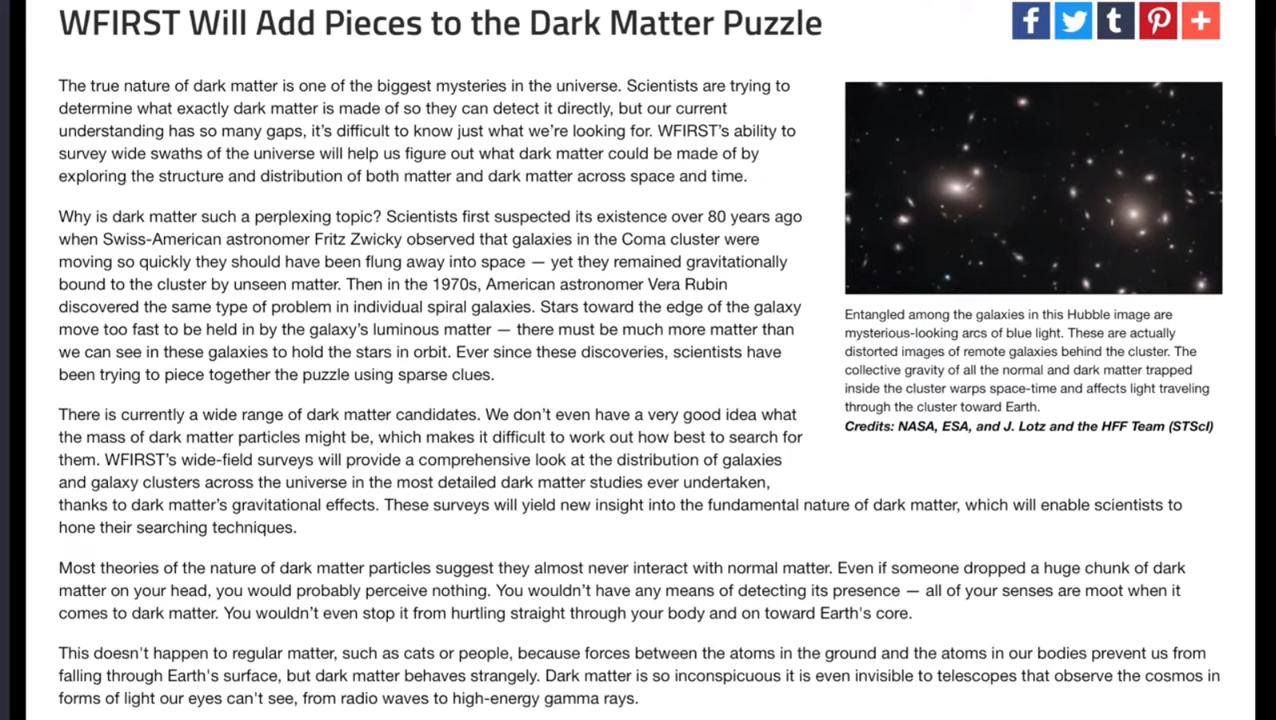 WFIRST Will Add Pieces to the Dark Matter Puzzle
The true nature of dark matter is one of the biggest mysteries in the universe. Scientists are trying to
determine what exactly dark matter is made of so they can detect it directly, but our current
understanding has so many gaps, it's difficult to know just what we're looking for. WFIRST's ability to
survey wide swaths of the universe will help us figure out what dark matter could be made of by
exploring the structure and distribution of both matter and dark matter across space and time.
Why is dark matter such a perplexing topic? Scientists first suspected its existence over 80 years ago
when Swiss-American astronomer Fritz Zwicky observed that galaxies in the Coma cluster were
moving so quickly they should have been flung away into space — yet they remained gravitationally
bound to the cluster by unseen matter. Then in the 1970s, American astronomer Vera Rubin
discovered the same type of problem in individual spiral galaxies. Stars toward the edge of the galaxy
move too fast to be held in by the galaxy's luminous matter — there must be much more matter than
we can see in these galaxies to hold the stars in orbit. Ever since these discoveries, scientists have
been trying to piece together the puzzle using sparse clues.
There is currently a wide range of dark matter candidates. We don't even have a very good idea what
the mass of dark matter particles might be, which makes it difficult to work out how best to search for
them. WFIRST's wide-field surveys will provide a comprehensive look at the distribution of galaxies
and galaxy clusters across the universe in the most detailed dark matter studies ever undertaken,
thanks to dark matter's gravitational effects. These surveys will yield new insight into the fundamental nature of dark matter, which will enable scientists to
hone their searching techniques.
Most theories of the nature of dark matter particles suggest they almost never interact with normal matter. Even if someone dropped a huge chunk of dark
matter on your head, you would probably perceive nothing. You wouldn't have any means of detecting its presence — all of your senses are moot when it
comes to dark matter. You wouldn't even stop it from hurtling straight through your body and on toward Earth's core.
This doesn't happen to regular matter, such as cats or people, because forces between the atoms in the ground and the atoms in our bodies prevent us from
falling through Earth's surface, but dark matter behaves strangely. Dark matter is so inconspicuous it is even invisible to telescopes that observe the cosmos in
forms of light our eyes can't see, from radio waves to high-energy gamma rays.
Entangled among the galaxies in this Hubble image are
mysterious-looking arcs of blue light. These are actually
distorted images of remote galaxies behind the cluster. The
collective gravity of all the normal and dark matter trapped
inside the cluster warps space-time and affects light traveling
through the cluster toward Earth.
Credits: NASA, ESA, and J. Lotz and the HFF Team (STScI)